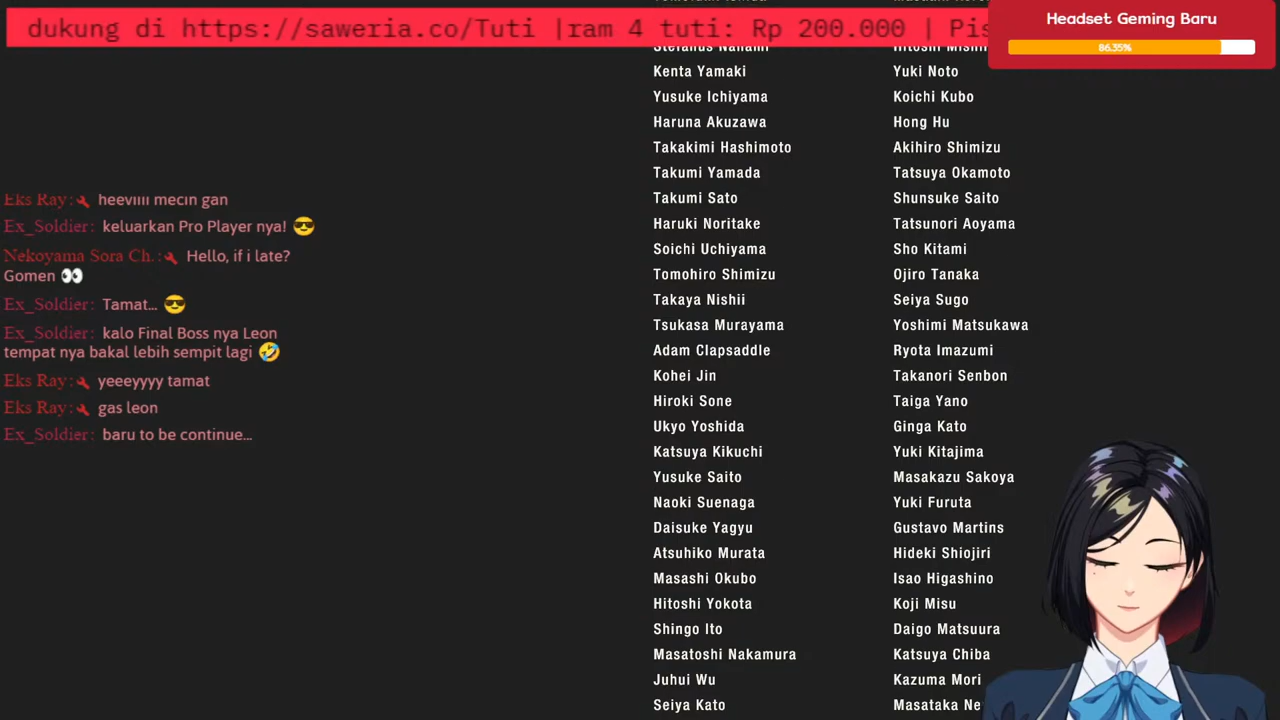 dukung di https://saweria.co/Tuti |ram 4 tuti: Rp 200.000 | Pis
Headset Geming Baru
86.35%
Eks Ray: heeviiii mecin gan
Ex_Soldier: keluarkan Pro Player nya! 😎
Nekoyama Sora Ch.: Hello, if i late?
Gomen 👀
Ex_Soldier: Tamat... 😎
Ex_Soldier: kalo Final Boss nya Leon
tempat nya bakal lebih sempit lagi 🤣
Eks Ray: yeeeyyyy tamat
Eks Ray: gas leon
Ex_Soldier: baru to be continue...
Stefanus Nahami
Kenta Yamaki
Yusuke Ichiyama
Haruna Akuzawa
Takakimi Hashimoto
Takumi Yamada
Takumi Sato
Haruki Noritake
Soichi Uchiyama
Tomohiro Shimizu
Takaya Nishii
Tsukasa Murayama
Adam Clapsaddle
Kohei Jin
Hiroki Sone
Ukyo Yoshida
Katsuya Kikuchi
Yusuke Saito
Naoki Suenaga
Daisuke Yagyu
Atsuhiko Murata
Masashi Okubo
Hitoshi Yokota
Shingo Ito
Masatoshi Nakamura
Juhui Wu
Seiya Kato
Hitoshi
Yuki Noto
Koichi Kubo
Hong Hu
Akihiro Shimizu
Tatsuya Okamoto
Shunsuke Saito
Tatsunori Aoyama
Sho Kitami
Ojiro Tanaka
Seiya Sugo
Yoshimi Matsukawa
Ryota Imazumi
Takanori Senbon
Taiga Yano
Ginga Kato
Yuki Kitajima
Masakazu Sakoya
Yuki Furuta
Gustavo Martins
Hideki Shiojiri
Isao Higashino
Koji Misu
Daigo Matsuura
Katsuya Chiba
Kazuma Mori
Masataka Ne